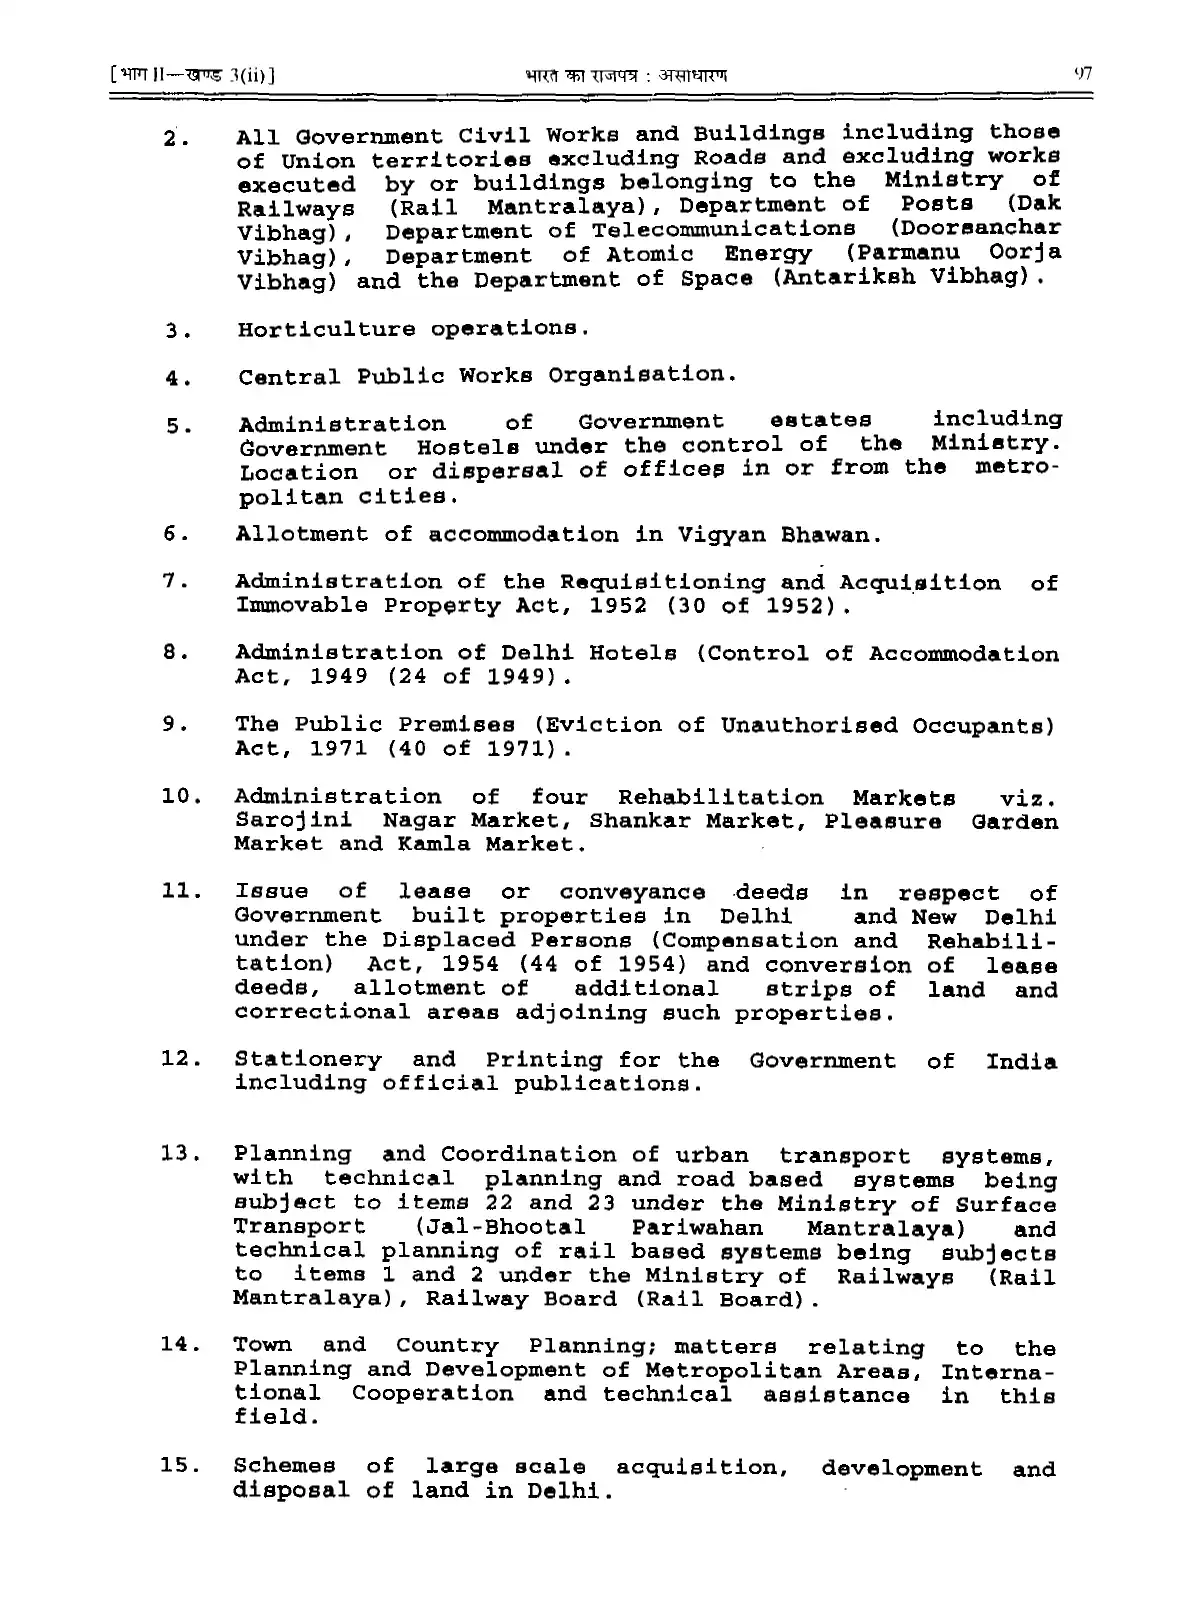 [ भाग II—खण्ड 3(ii) ] भारत का राजपत्र : असाधारण 97
2. All Government Civil Works and Buildings including those
of Union territories excluding Roads and excluding works
executed by or buildings belonging to the Ministry of
Railways (Rail Mantralaya), Department of Posts (Dak
Vibhag), Department of Telecommunications (Doorsanchar
Vibhag), Department of Atomic Energy (Parmanu Oorja
Vibhag) and the Department of Space (Antariksh Vibhag).
3. Horticulture operations.
4. Central Public Works Organisation.
5. Administration of Government estates including
Government Hostels under the control of the Ministry.
Location or dispersal of offices in or from the metro-
politan cities.
6. Allotment of accommodation in Vigyan Bhawan.
7. Administration of the Requisitioning and Acquisition of
Immovable Property Act, 1952 (30 of 1952).
8. Administration of Delhi Hotels (Control of Accommodation
Act, 1949 (24 of 1949).
9. The Public Premises (Eviction of Unauthorised Occupants)
Act, 1971 (40 of 1971).
10. Administration of four Rehabilitation Markets viz.
Sarojini Nagar Market, Shankar Market, Pleasure Garden
Market and Kamla Market.
11. Issue of lease or conveyance deeds in respect of
Government built properties in Delhi and New Delhi
under the Displaced Persons (Compensation and Rehabili-
tation) Act, 1954 (44 of 1954) and conversion of lease
deeds, allotment of additional strips of land and
correctional areas adjoining such properties.
12. Stationery and Printing for the Government of India
including official publications.
13. Planning and Coordination of urban transport systems,
with technical planning and road based systems being
subject to items 22 and 23 under the Ministry of Surface
Transport (Jal-Bhootal Pariwahan Mantralaya) and
technical planning of rail based systems being subjects
to items 1 and 2 under the Ministry of Railways (Rail
Mantralaya), Railway Board (Rail Board).
14. Town and Country Planning; matters relating to the
Planning and Development of Metropolitan Areas, Interna-
tional Cooperation and technical assistance in this
field.
15. Schemes of large scale acquisition, development and
disposal of land in Delhi.